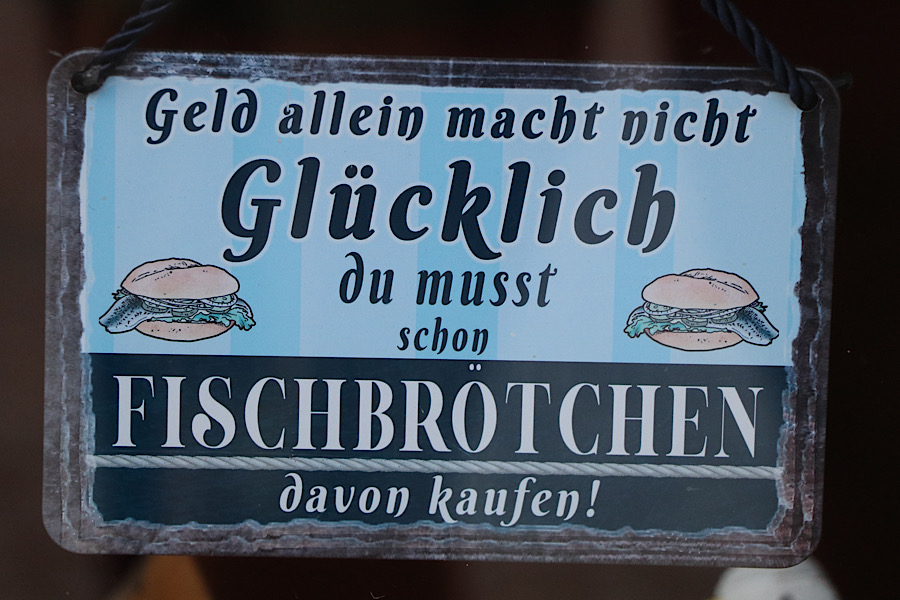 Geld allein macht nicht
Glücklich
du musst
schon
FISCHBRÖTCHEN
davon kaufen!